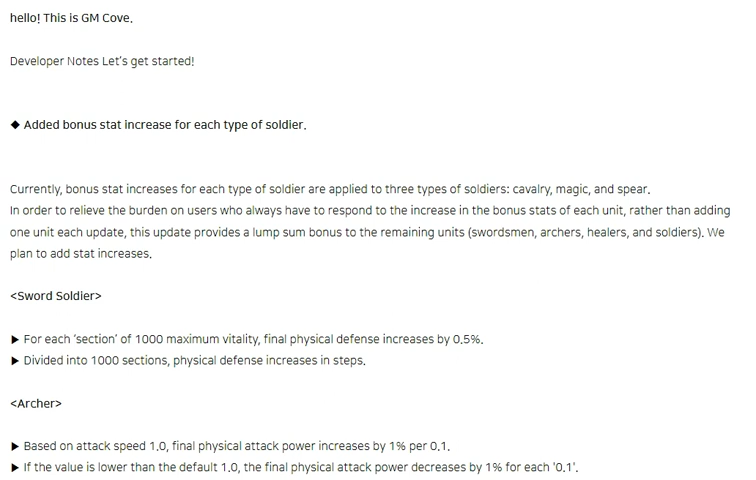 hello! This is GM Cove.
Developer Notes Let's get started!
◆ Added bonus stat increase for each type of soldier.
Currently, bonus stat increases for each type of soldier are applied to three types of soldiers: cavalry, magic, and spear.
In order to relieve the burden on users who always have to respond to the increase in the bonus stats of each unit, rather than adding
one unit each update, this update provides a lump sum bonus to the remaining units (swordsmen, archers, healers, and soldiers). We
plan to add stat increases.
<Sword Soldier>
▶ For each 'section' of 1000 maximum vitality, final physical defense increases by 0.5%.
▶ Divided into 1000 sections, physical defense increases in steps.
<Archer>
▶ Based on attack speed 1.0, final physical attack power increases by 1% per 0.1.
▶ If the value is lower than the default 1.0, the final physical attack power decreases by 1% for each '0.1'.